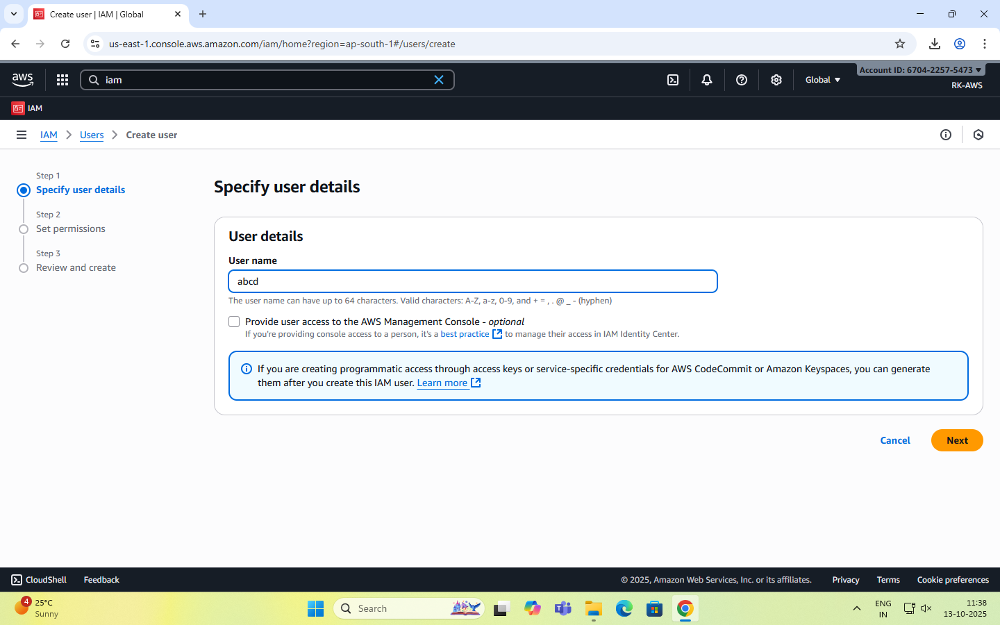 Create user | IAM | Global
us-east-1.console.aws.amazon.com/iam/home?region=ap-south-1#/users/create
aws
iam
Global
Account ID: 6704-2257-5473
RK-AWS
IAM
IAM
Users
Create user
Step 1
Specify user details
Step 2
Set permissions
Step 3
Review and create
Specify user details
User details
User name
abcd
The user name can have up to 64 characters. Valid characters: A-Z, a-z, 0-9, and + = , . @ _ - (hyphen)
Provide user access to the AWS Management Console - optional
If you're providing console access to a person, it's a best practice to manage their access in IAM Identity Center.
If you are creating programmatic access through access keys or service-specific credentials for AWS CodeCommit or Amazon Keyspaces, you can generate
them after you create this IAM user. Learn more
Cancel
Next
CloudShell
Feedback
© 2025, Amazon Web Services, Inc. or its affiliates.
Privacy
Terms
Cookie preferences
4
25°C
Sunny
Search
ENG
IN
11:38
13-10-2025